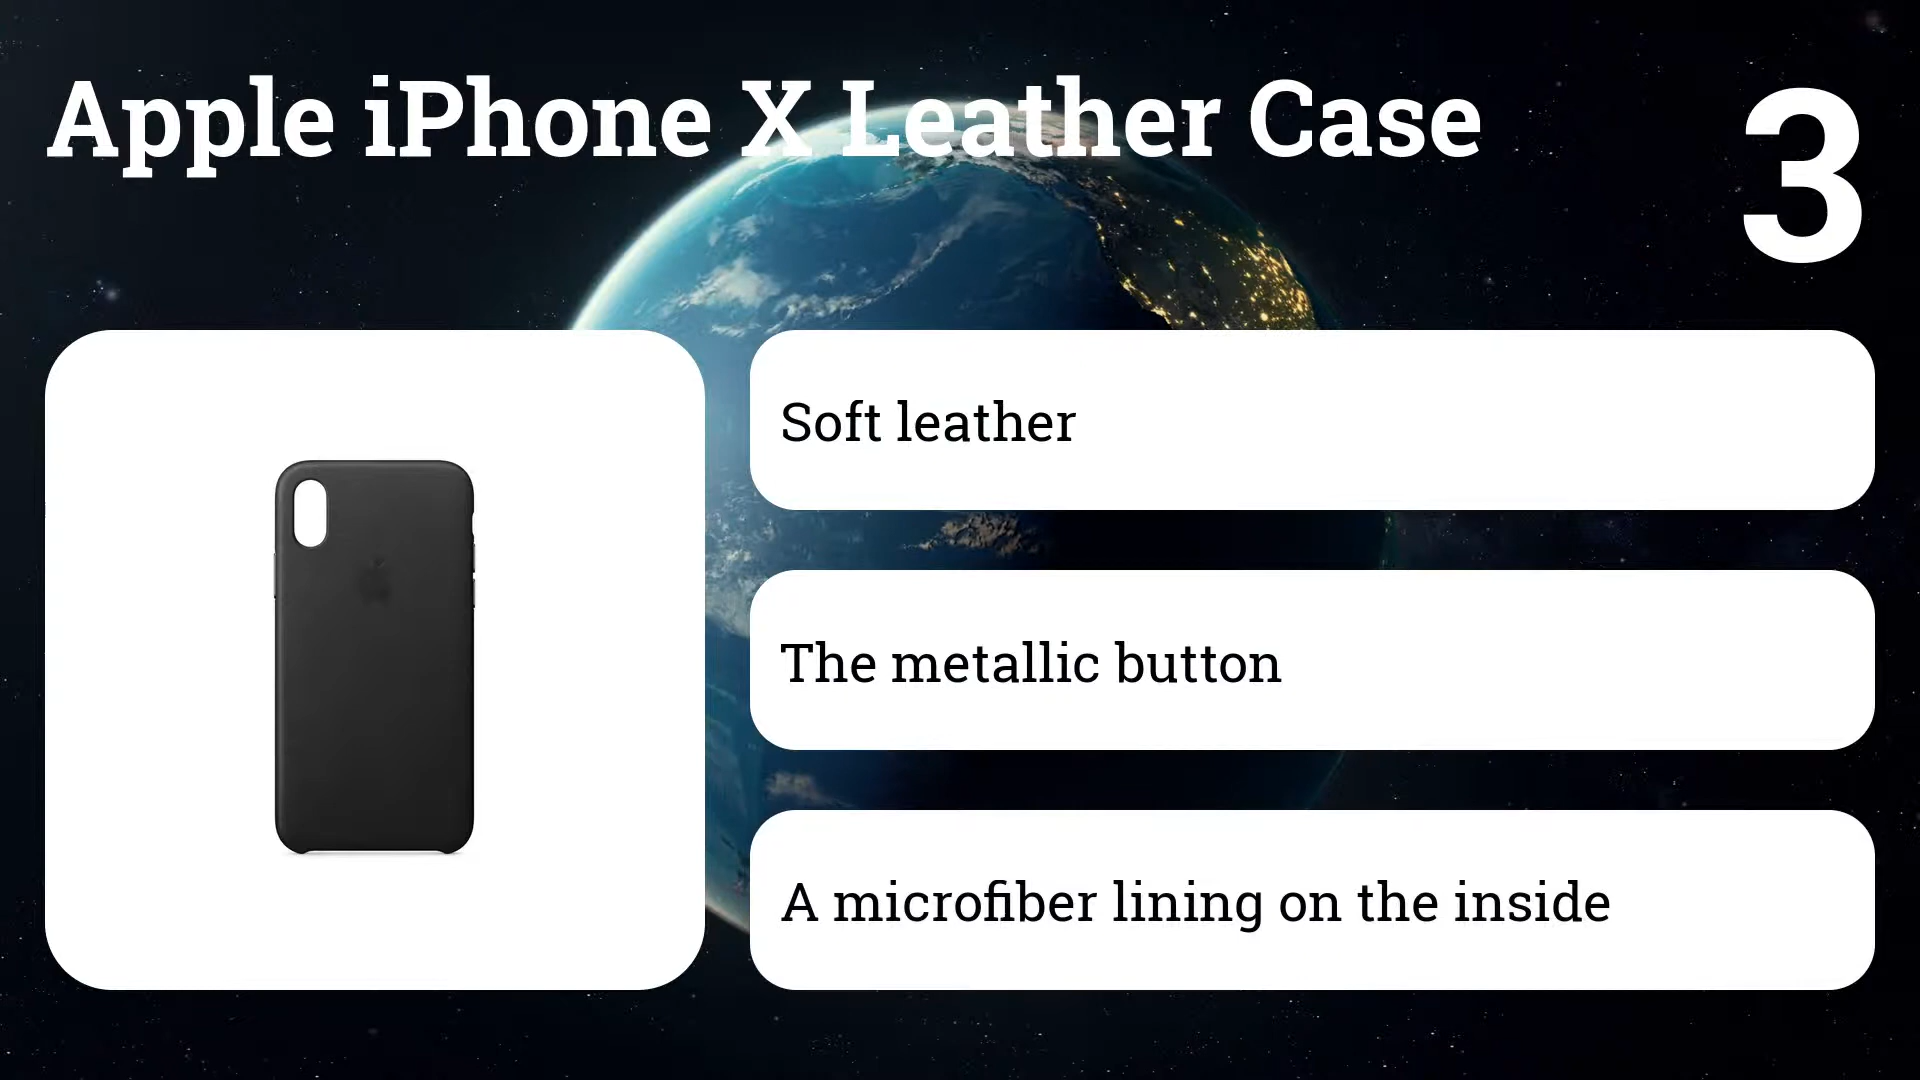 Apple iPhone X Leather Case
3
Soft leather
The metallic button
A microfiber lining on the inside